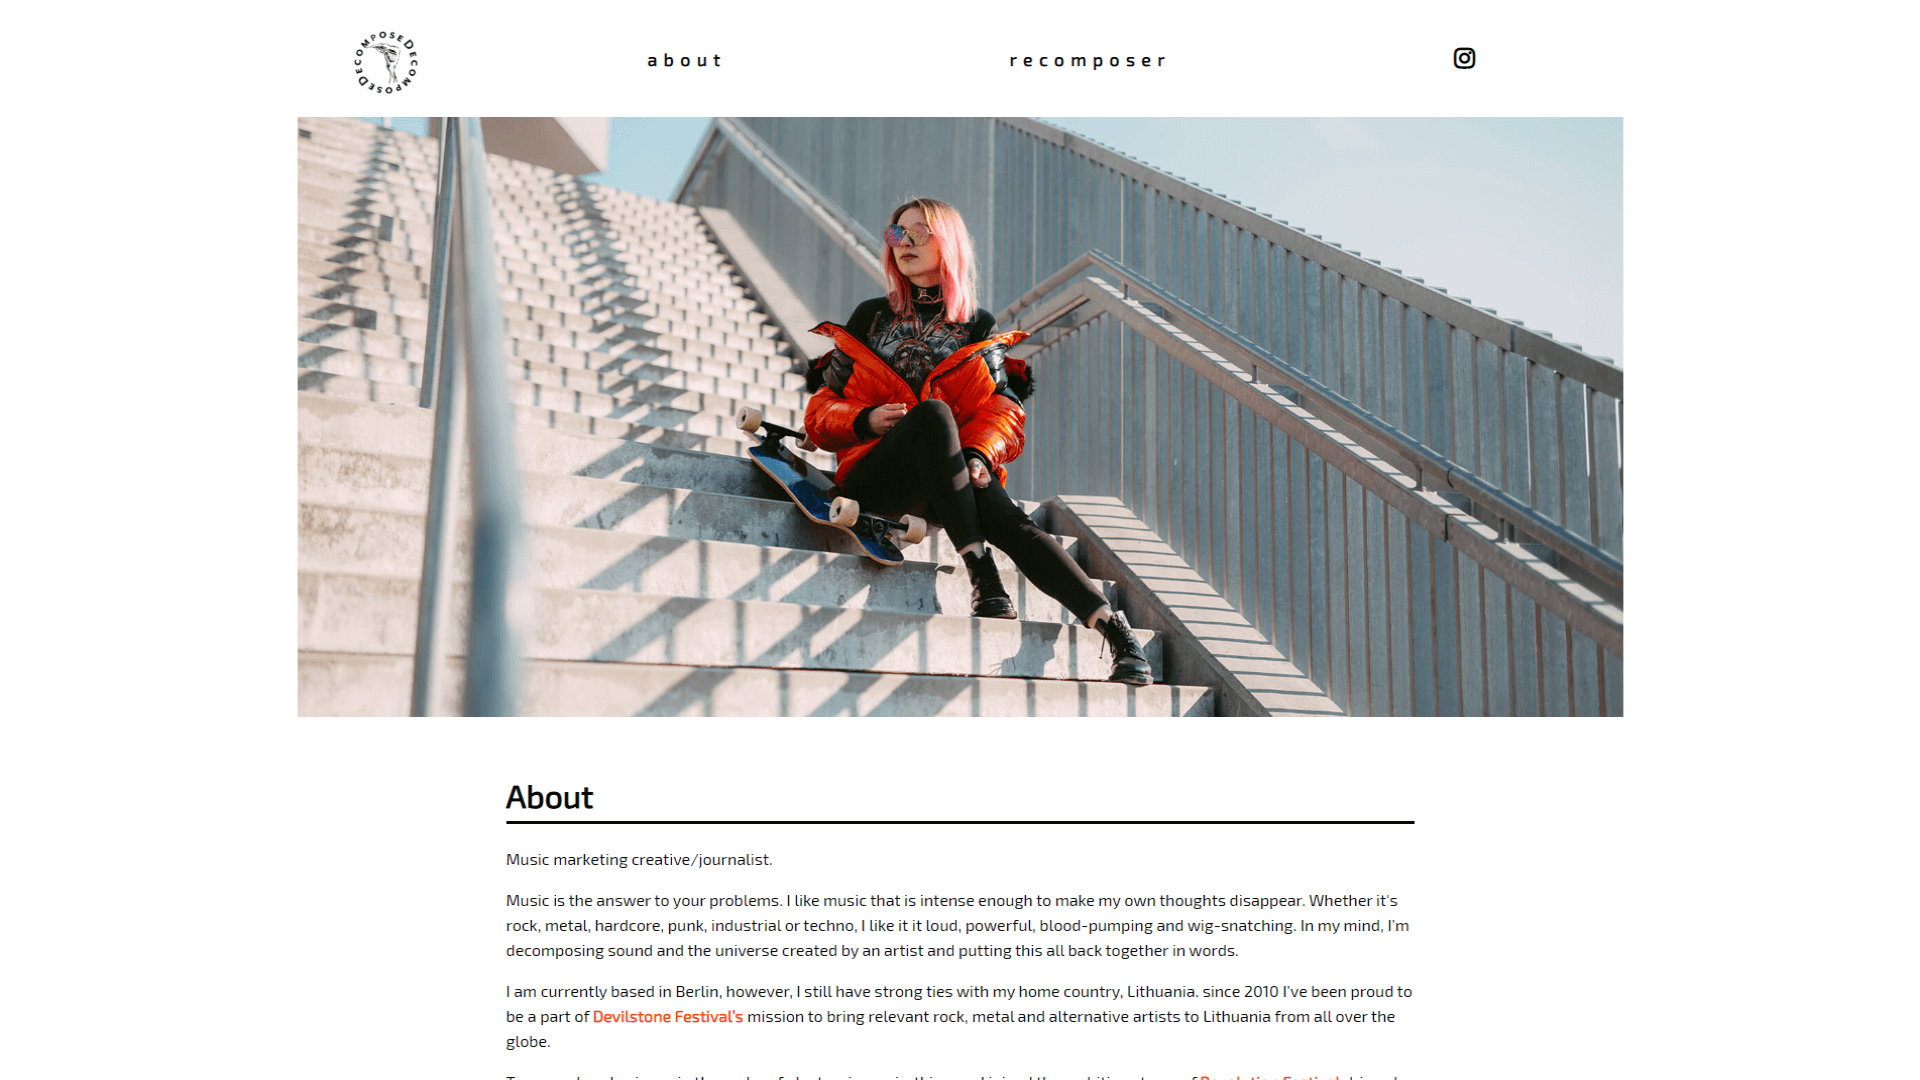 DECOMPOSE DECOMPOSE
about
recomposer
About
Music marketing creative/journalist.
Music is the answer to your problems. I like music that is intense enough to make my own thoughts disappear. Whether it's
rock, metal, hardcore, punk, industrial or techno, I like it it loud, powerful, blood-pumping and wig-snatching. In my mind, I'm
decomposing sound and the universe created by an artist and putting this all back together in words.
I am currently based in Berlin, however, I still have strong ties with my home country, Lithuania. since 2010 I've been proud to
be a part of Devilstone Festival's mission to bring relevant rock, metal and alternative artists to Lithuania from all over the
globe.